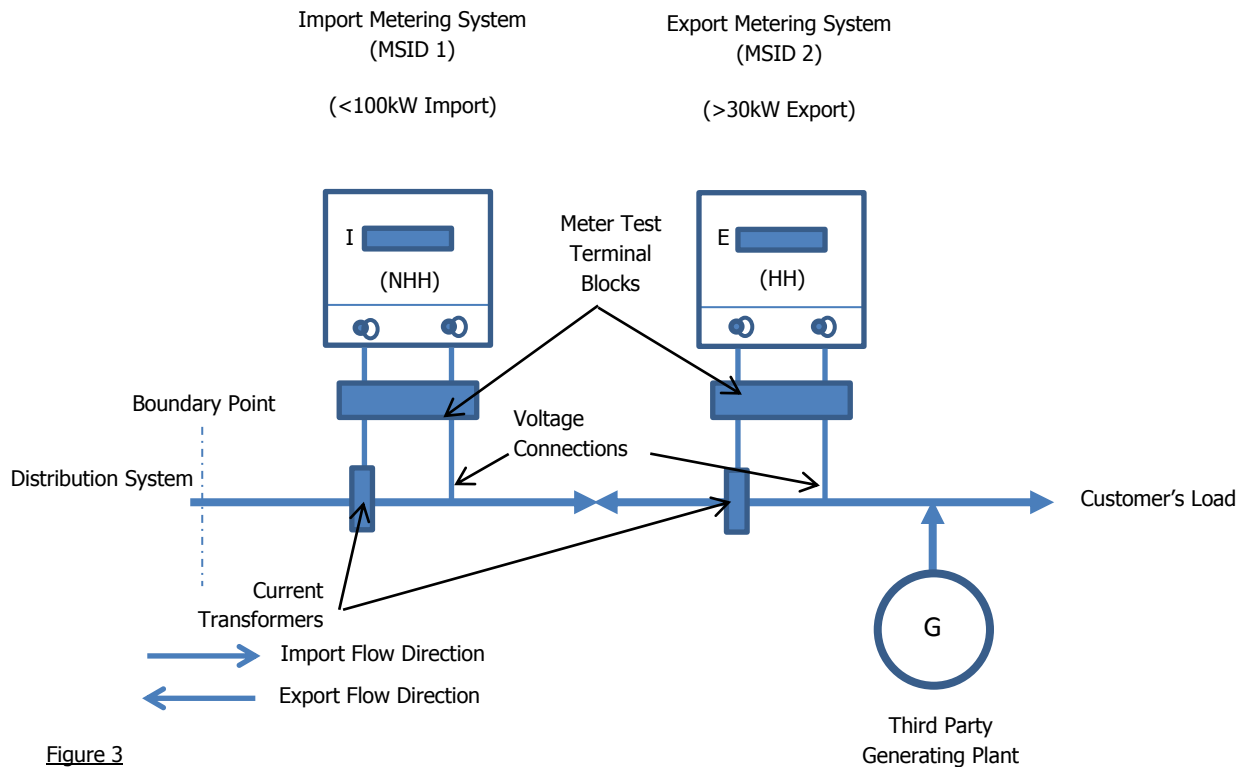 Import Metering System
(MSID 1)
(<100kW Import)
Export Metering System
(MSID 2)
(>30kW Export)
I
(NHH)
Meter Test
Terminal
Blocks
E
(HH)
Boundary Point
Voltage
Connections
Distribution System
Customer's Load
Current
Transformers
G
Import Flow Direction
Export Flow Direction
Third Party
Generating Plant
Figure 3